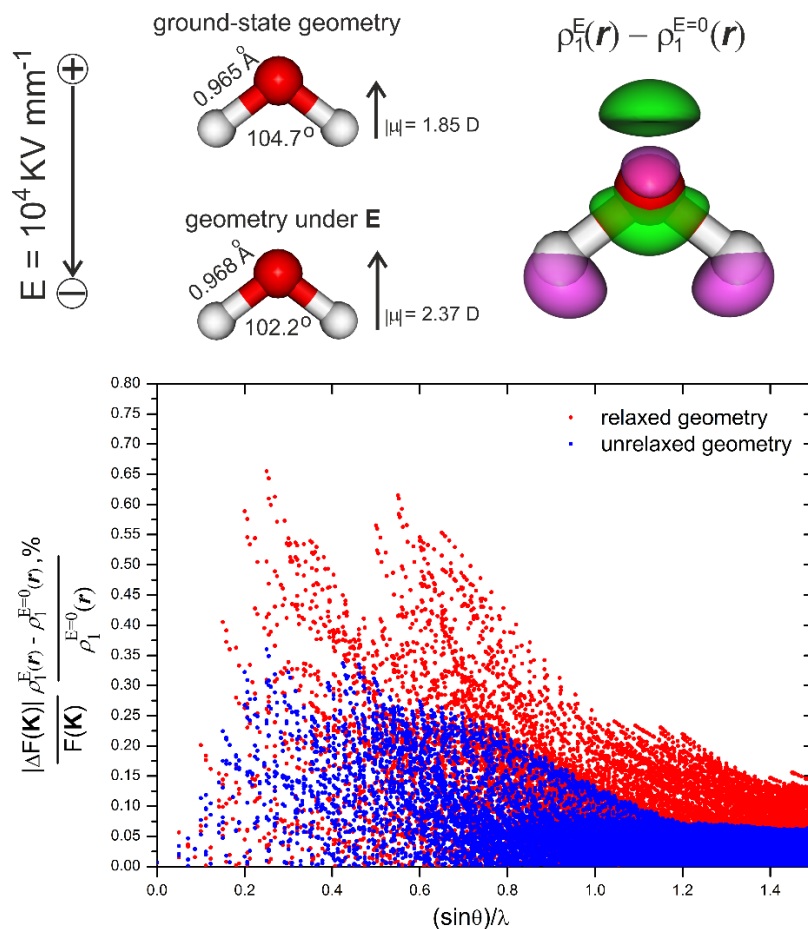 ground-state geometry
0.965 Å
104.7°
|μ| = 1.85 D
geometry under E
0.968 Å
102.2°
|μ| = 2.37 D
E = 10⁴ KV mm⁻¹
+
−
ρ₁ᴱ(r) − ρ₁ᴱ⁼⁰(r)
0.80
0.75
0.70
0.65
0.60
0.55
0.50
0.45
0.40
0.35
0.30
0.25
0.20
0.15
0.10
0.05
0.00
relaxed geometry
unrelaxed geometry
|ΔF(K)| ρ₁ᴱ(r) − ρ₁ᴱ⁼⁰(r) ,%
F(K) ρ₁ᴱ⁼⁰(r)
0.0 0.2 0.4 0.6 0.8 1.0 1.2 1.4
(sinθ)/λ